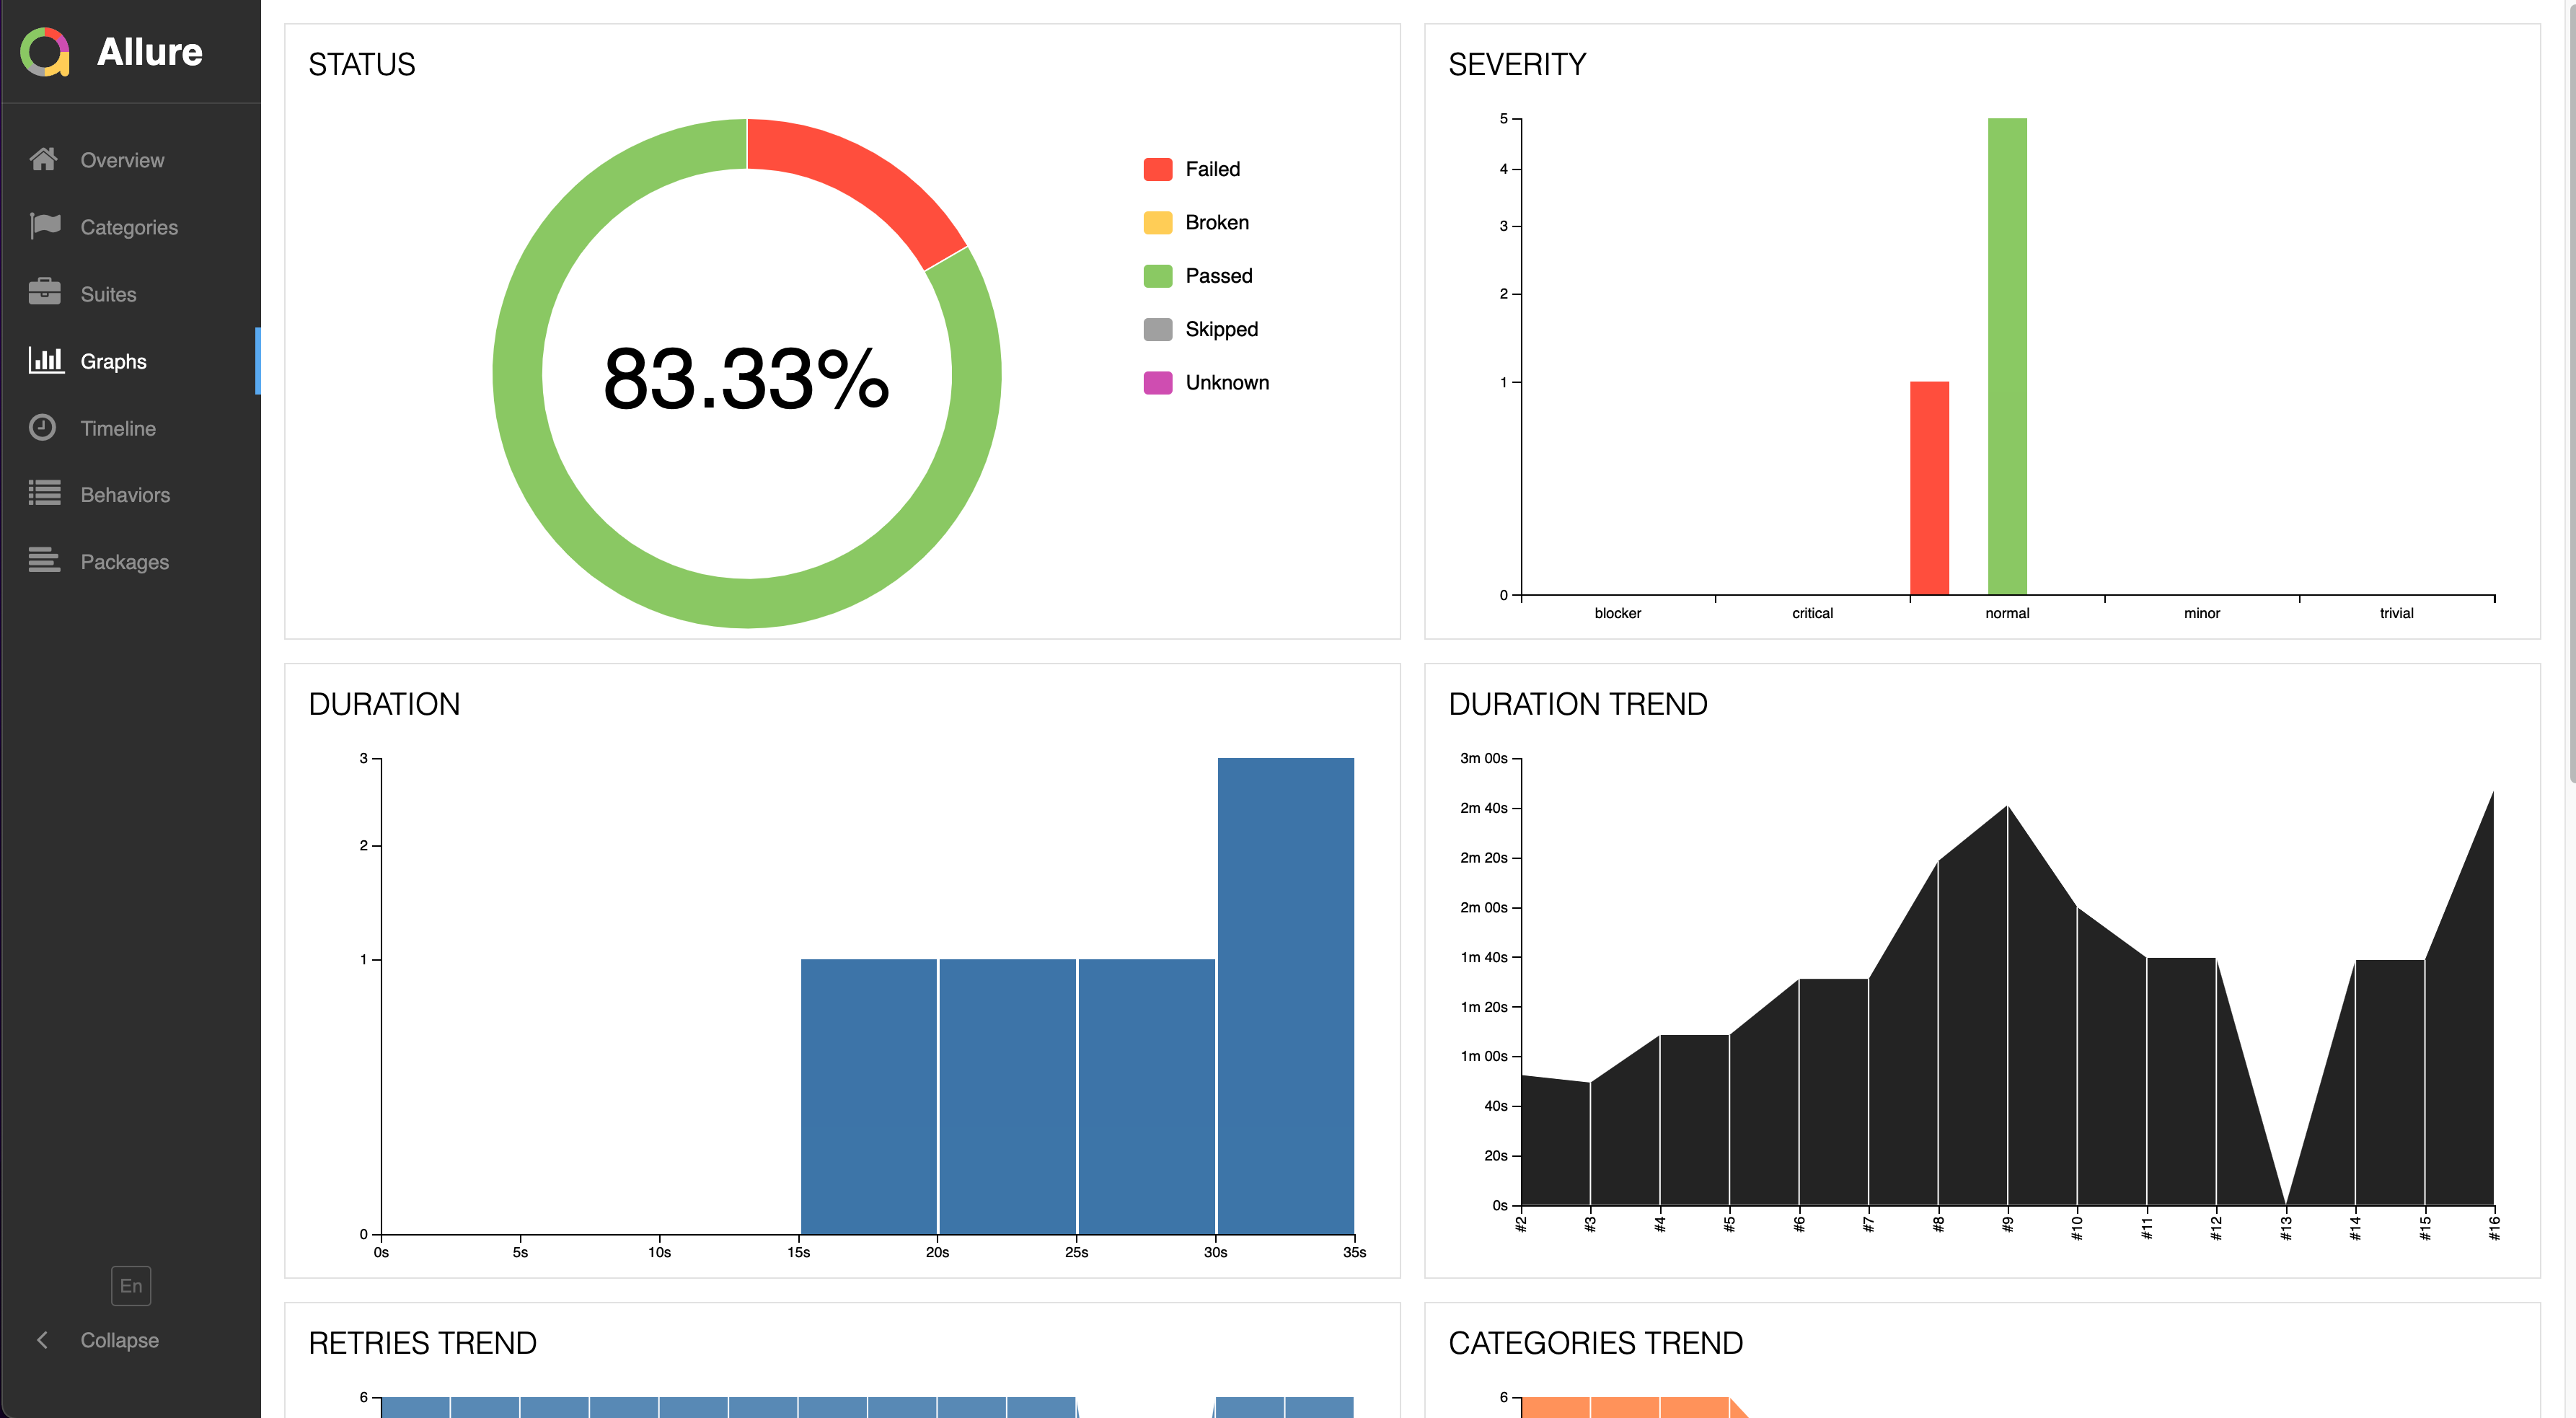 Allure
Overview
Categories
Suites
Graphs
Timeline
Behaviors
Packages
En
Collapse
STATUS
83.33%
Failed
Broken
Passed
Skipped
Unknown
SEVERITY
5
4
3
2
1
0
blocker critical normal minor trivial
DURATION
3
2
1
0
0s 5s 10s 15s 20s 25s 30s 35s
DURATION TREND
3m 00s
2m 40s
2m 20s
2m 00s
1m 40s
1m 20s
1m 00s
40s
20s
0s
#2 #3 #4 #5 #6 #7 #8 #9 #10 #11 #12 #13 #14 #15 #16
RETRIES TREND
6
CATEGORIES TREND
6